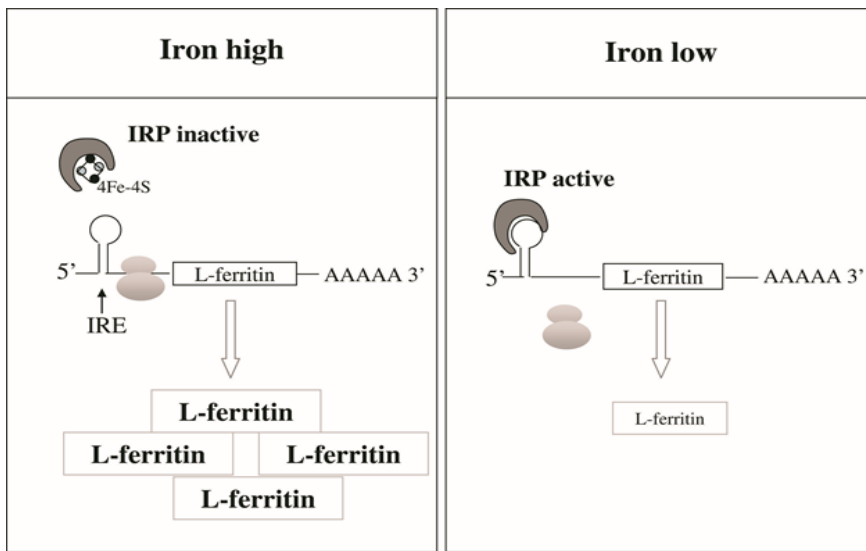 Iron high
IRP inactive
4Fe-4S
5’
L-ferritin
AAAAA 3’
IRE
L-ferritin
L-ferritin
L-ferritin
L-ferritin
Iron low
IRP active
5’
L-ferritin
AAAAA 3’
L-ferritin